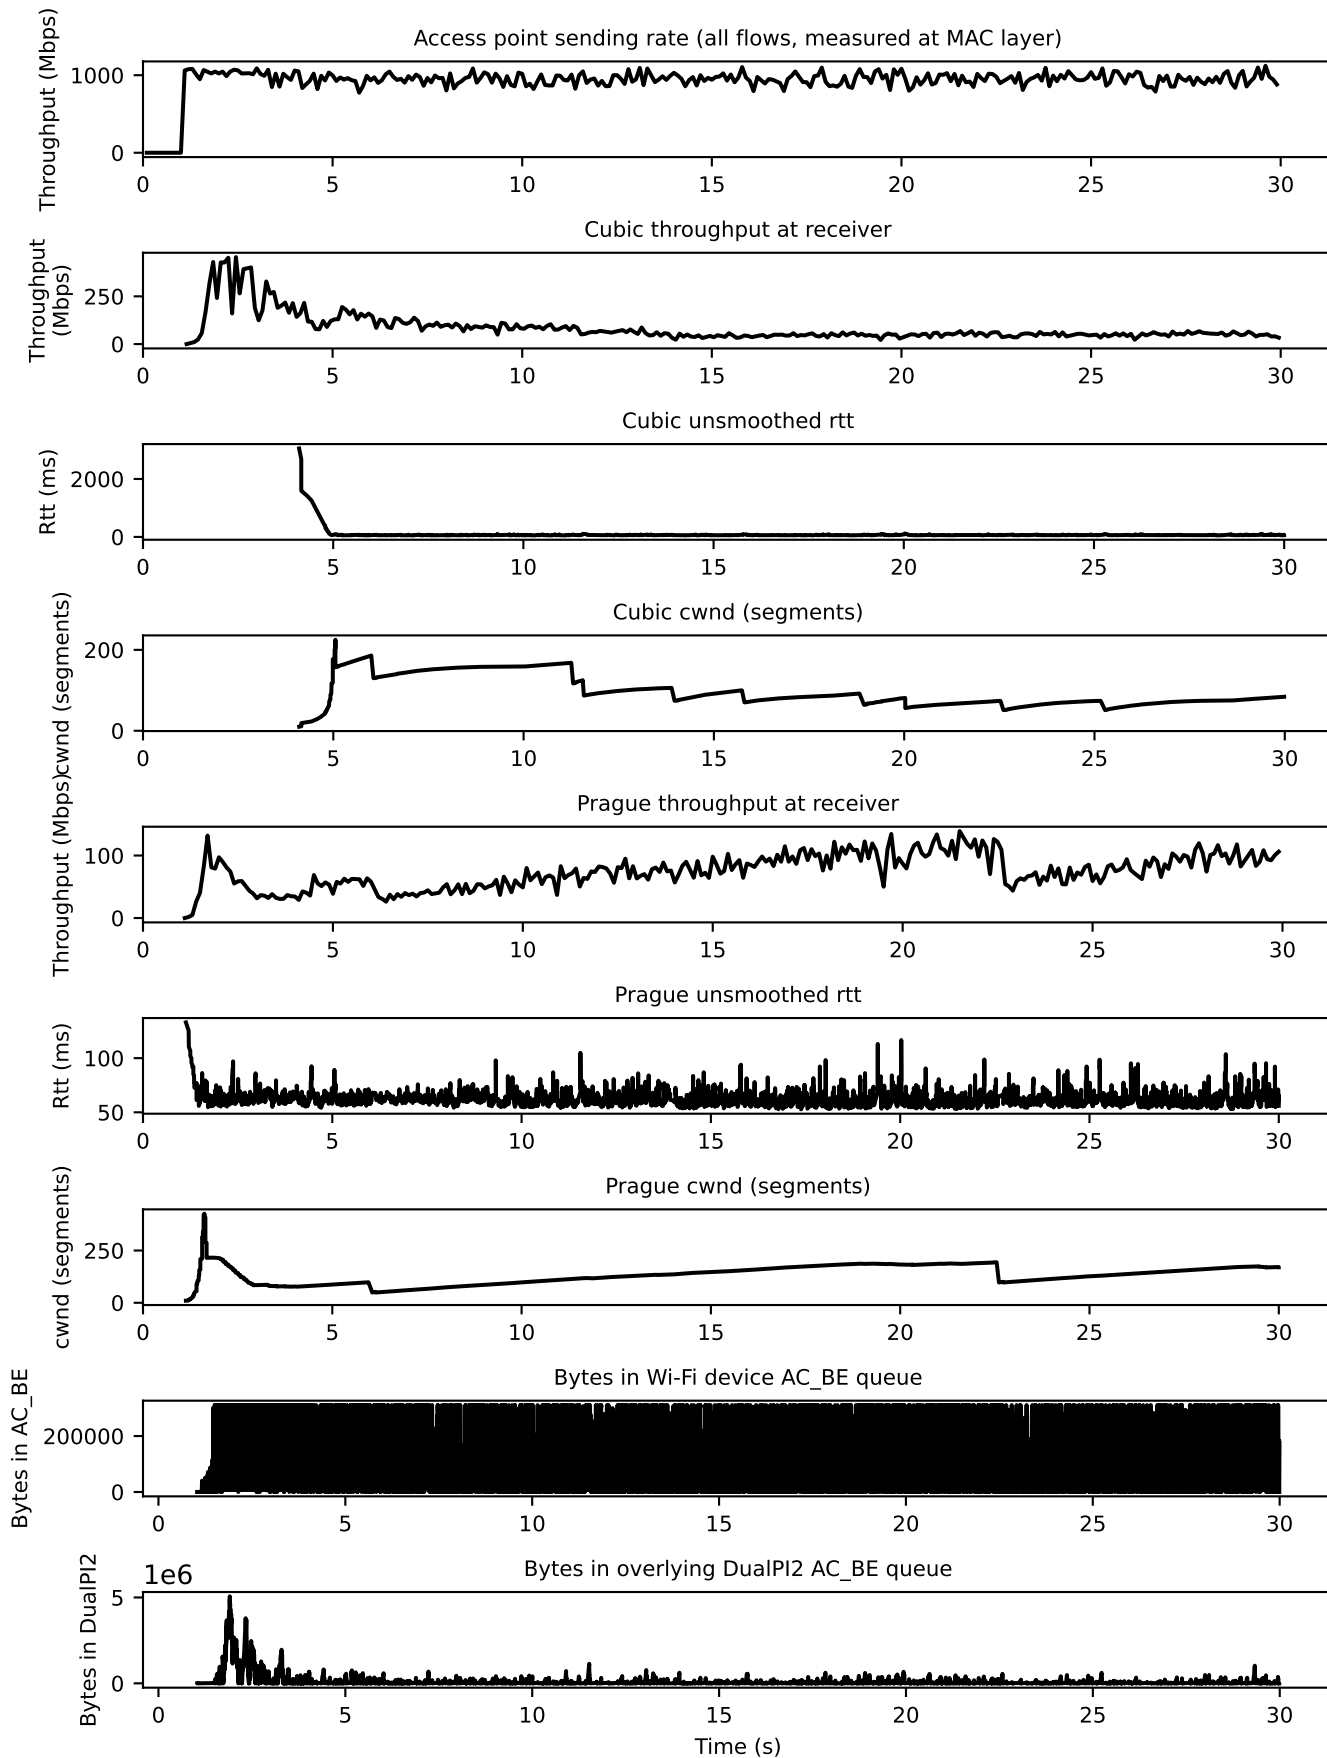 Access point sending rate (all flows, measured at MAC layer)
Throughput (Mbps)
1000
0
0 5 10 15 20 25 30
Cubic throughput at receiver
Throughput
(Mbps)
250
0
0 5 10 15 20 25 30
Cubic unsmoothed rtt
Rtt (ms)
2000
0
0 5 10 15 20 25 30
Cubic cwnd (segments)
cwnd (segments)
200
0
0 5 10 15 20 25 30
Prague throughput at receiver
Throughput (Mbps)
100
0
0 5 10 15 20 25 30
Prague unsmoothed rtt
Rtt (ms)
100
50
0 5 10 15 20 25 30
Prague cwnd (segments)
cwnd (segments)
250
0
0 5 10 15 20 25 30
Bytes in Wi-Fi device AC_BE queue
Bytes in AC_BE
200000
0
0 5 10 15 20 25 30
Bytes in overlying DualPI2 AC_BE queue
1e6
Bytes in DualPI2
5
0
0 5 10 15 20 25 30
Time (s)